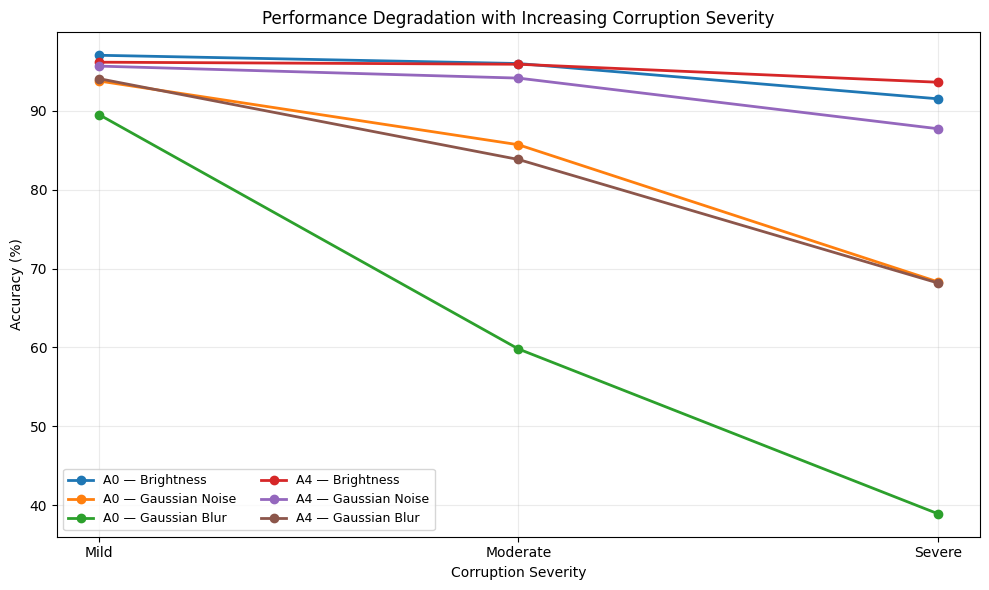 Performance Degradation with Increasing Corruption Severity
Accuracy (%)
90
80
70
60
50
40
A0 — Brightness
A0 — Gaussian Noise
A0 — Gaussian Blur
A4 — Brightness
A4 — Gaussian Noise
A4 — Gaussian Blur
Mild Moderate Severe
Corruption Severity